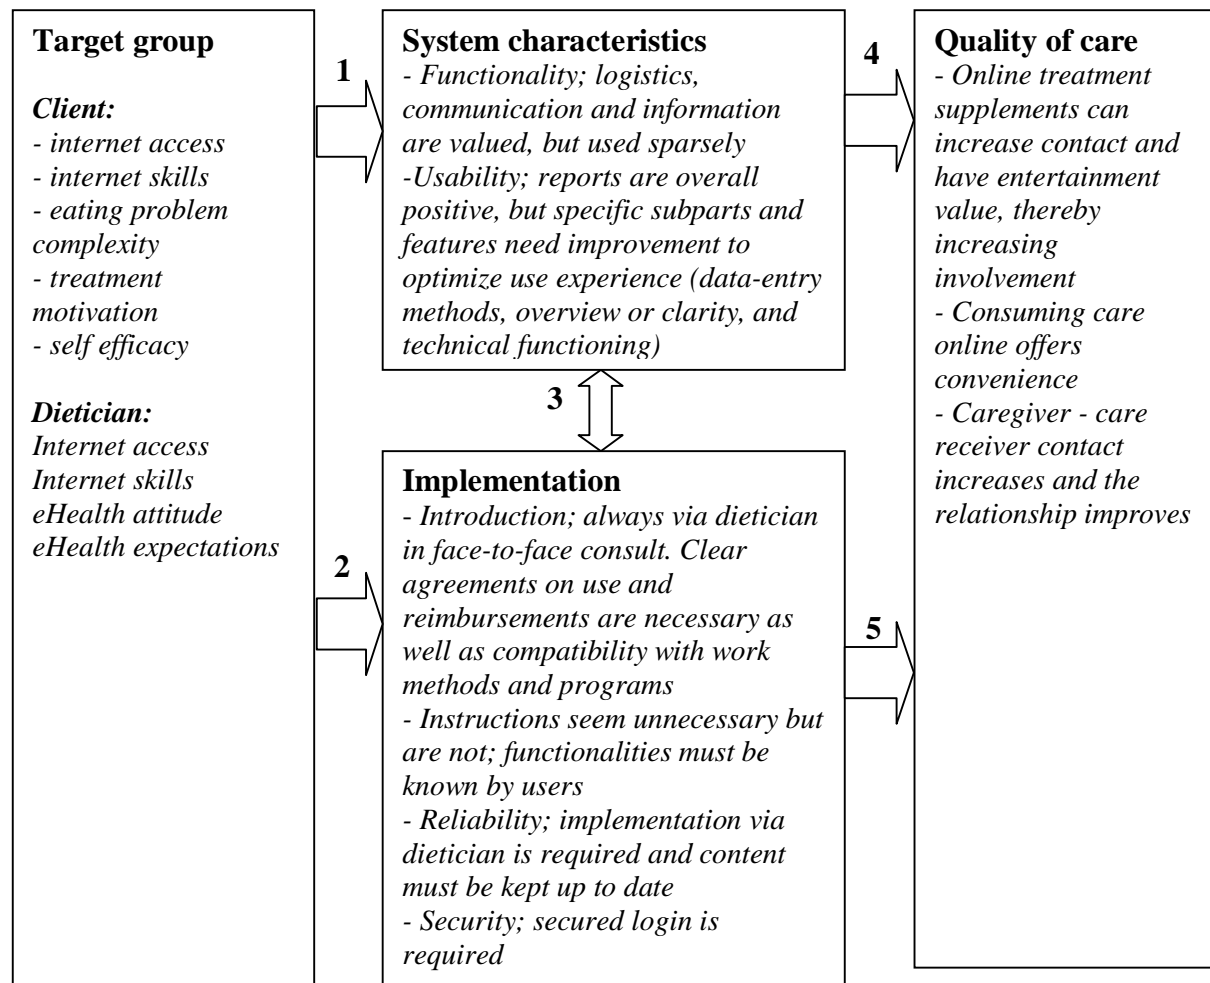 Target group
Client:
- internet access
- internet skills
- eating problem
complexity
- treatment
motivation
- self efficacy
Dietician:
Internet access
Internet skills
eHealth attitude
eHealth expectations
1
2
System characteristics
- Functionality; logistics,
communication and information
are valued, but used sparsely
-Usability; reports are overall
positive, but specific subparts and
features need improvement to
optimize use experience (data-entry
methods, overview or clarity, and
technical functioning)
3
Implementation
- Introduction; always via dietician
in face-to-face consult. Clear
agreements on use and
reimbursements are necessary as
well as compatibility with work
methods and programs
- Instructions seem unnecessary but
are not; functionalities must be
known by users
- Reliability; implementation via
dietician is required and content
must be kept up to date
- Security; secured login is
required
4
5
Quality of care
- Online treatment
supplements can
increase contact and
have entertainment
value, thereby
increasing
involvement
- Consuming care
online offers
convenience
- Caregiver - care
receiver contact
increases and the
relationship improves